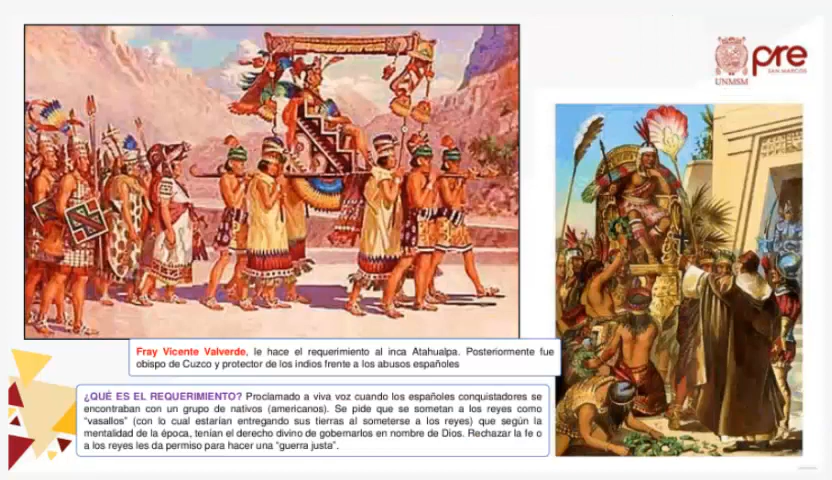 pre
SAN MARCOS
UNMSM
Fray Vicente Valverde, le hace el requerimiento al inca Atahualpa. Posteriormente fue
obispo de Cuzco y protector de los indios frente a los abusos españoles
¿QUÉ ES EL REQUERIMIENTO? Proclamado a viva voz cuando los españoles conquistadores se
encontraban con un grupo de nativos (americanos). Se pide que se sometan a los reyes como
“vasallos” (con lo cual estarían entregando sus tierras al someterse a los reyes) que según la
mentalidad de la época, tenían el derecho divino de gobernarlos en nombre de Dios. Rechazar la fe o
a los reyes les da permiso para hacer una “guerra justa”.